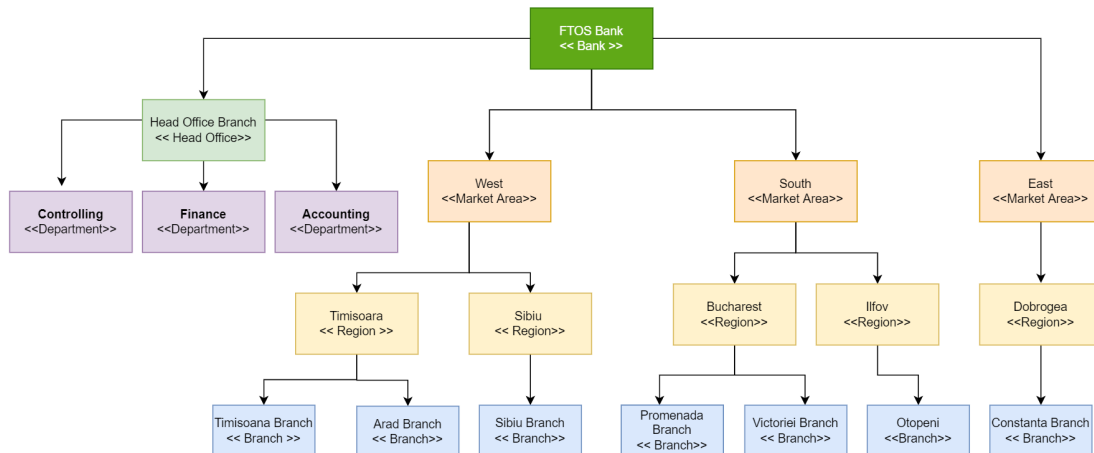 FTOS Bank
<< Bank >>
Head Office Branch
<< Head Office>>
West
<<Market Area>>
South
<<Market Area>>
East
<<Market Area>>
Controlling
<<Department>>
Finance
<<Department>>
Accounting
<<Department>>
Timisoara
<< Region >>
Sibiu
<< Region>>
Bucharest
<<Region>>
Ilfov
<<Region>>
Dobrogea
<<Region>>
Timisoana Branch
<< Branch >>
Arad Branch
<< Branch>>
Sibiu Branch
<< Branch>>
Promenada
Branch
<< Branch>>
Victoriei Branch
<< Branch>>
Otopeni
<<Branch>>
Constanta Branch
<< Branch>>